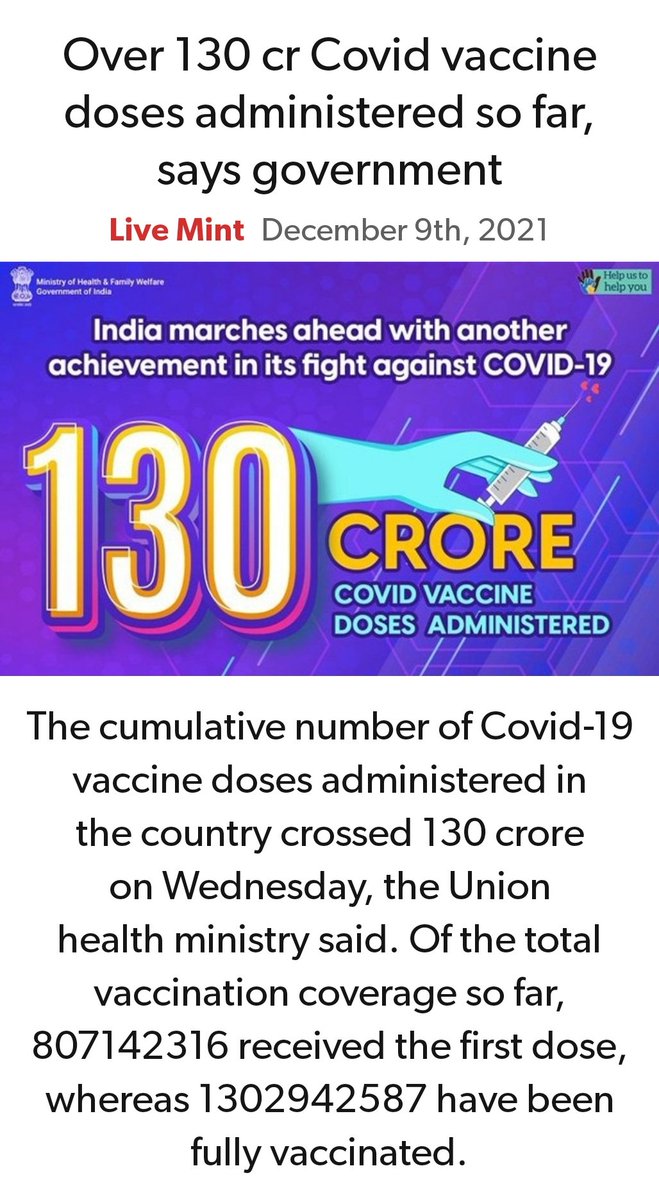 Over 130 cr Covid vaccine
doses administered so far,
says government
Live Mint December 9th, 2021
Ministry of Health & Family Welfare
Government of India
Help us to
help you
India marches ahead with another
achievement in its fight against COVID-19
130
CRORE
COVID VACCINE
DOSES ADMINISTERED
The cumulative number of Covid-19
vaccine doses administered in
the country crossed 130 crore
on Wednesday, the Union
health ministry said. Of the total
vaccination coverage so far,
807142316 received the first dose,
whereas 1302942587 have been
fully vaccinated.